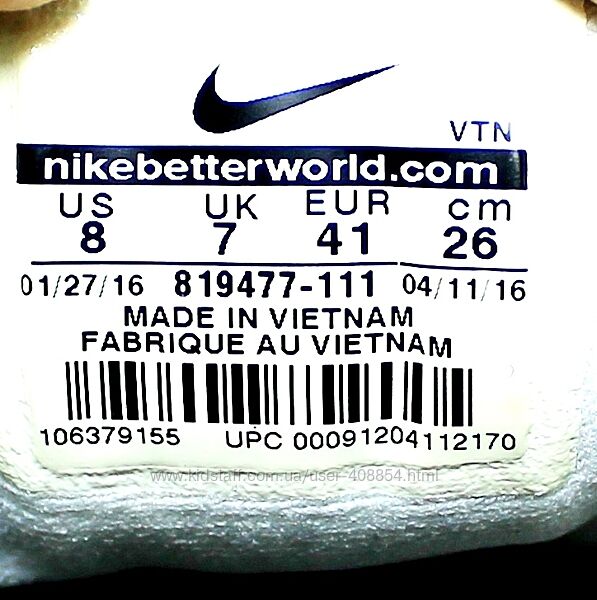 VTN
nikebetterworld.com
US UK EUR cm
8 7 41 26
01/27/16 819477-111 04/11/16
MADE IN VIETNAM
FABRIQUE AU VIETNAM
106379155 UPC 00091204112170
www.kidstaff.com.ua/user-408854.html